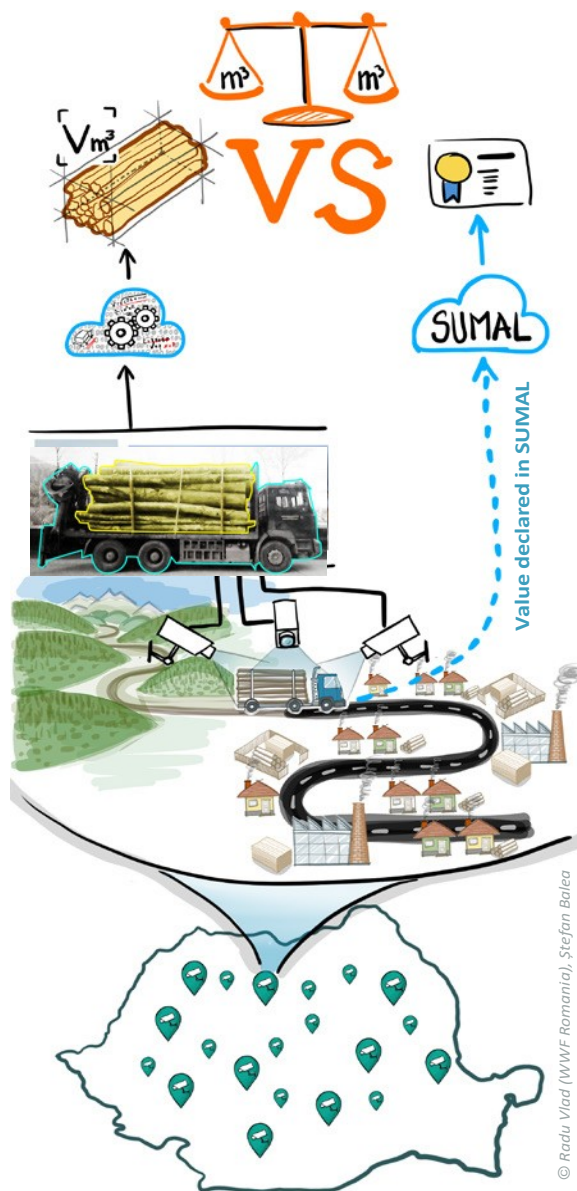 m³
m³
Vm³
VS
SUMAL
Value declared in SUMAL
© Radu Vlad (WWF Romania), Ștefan Balea